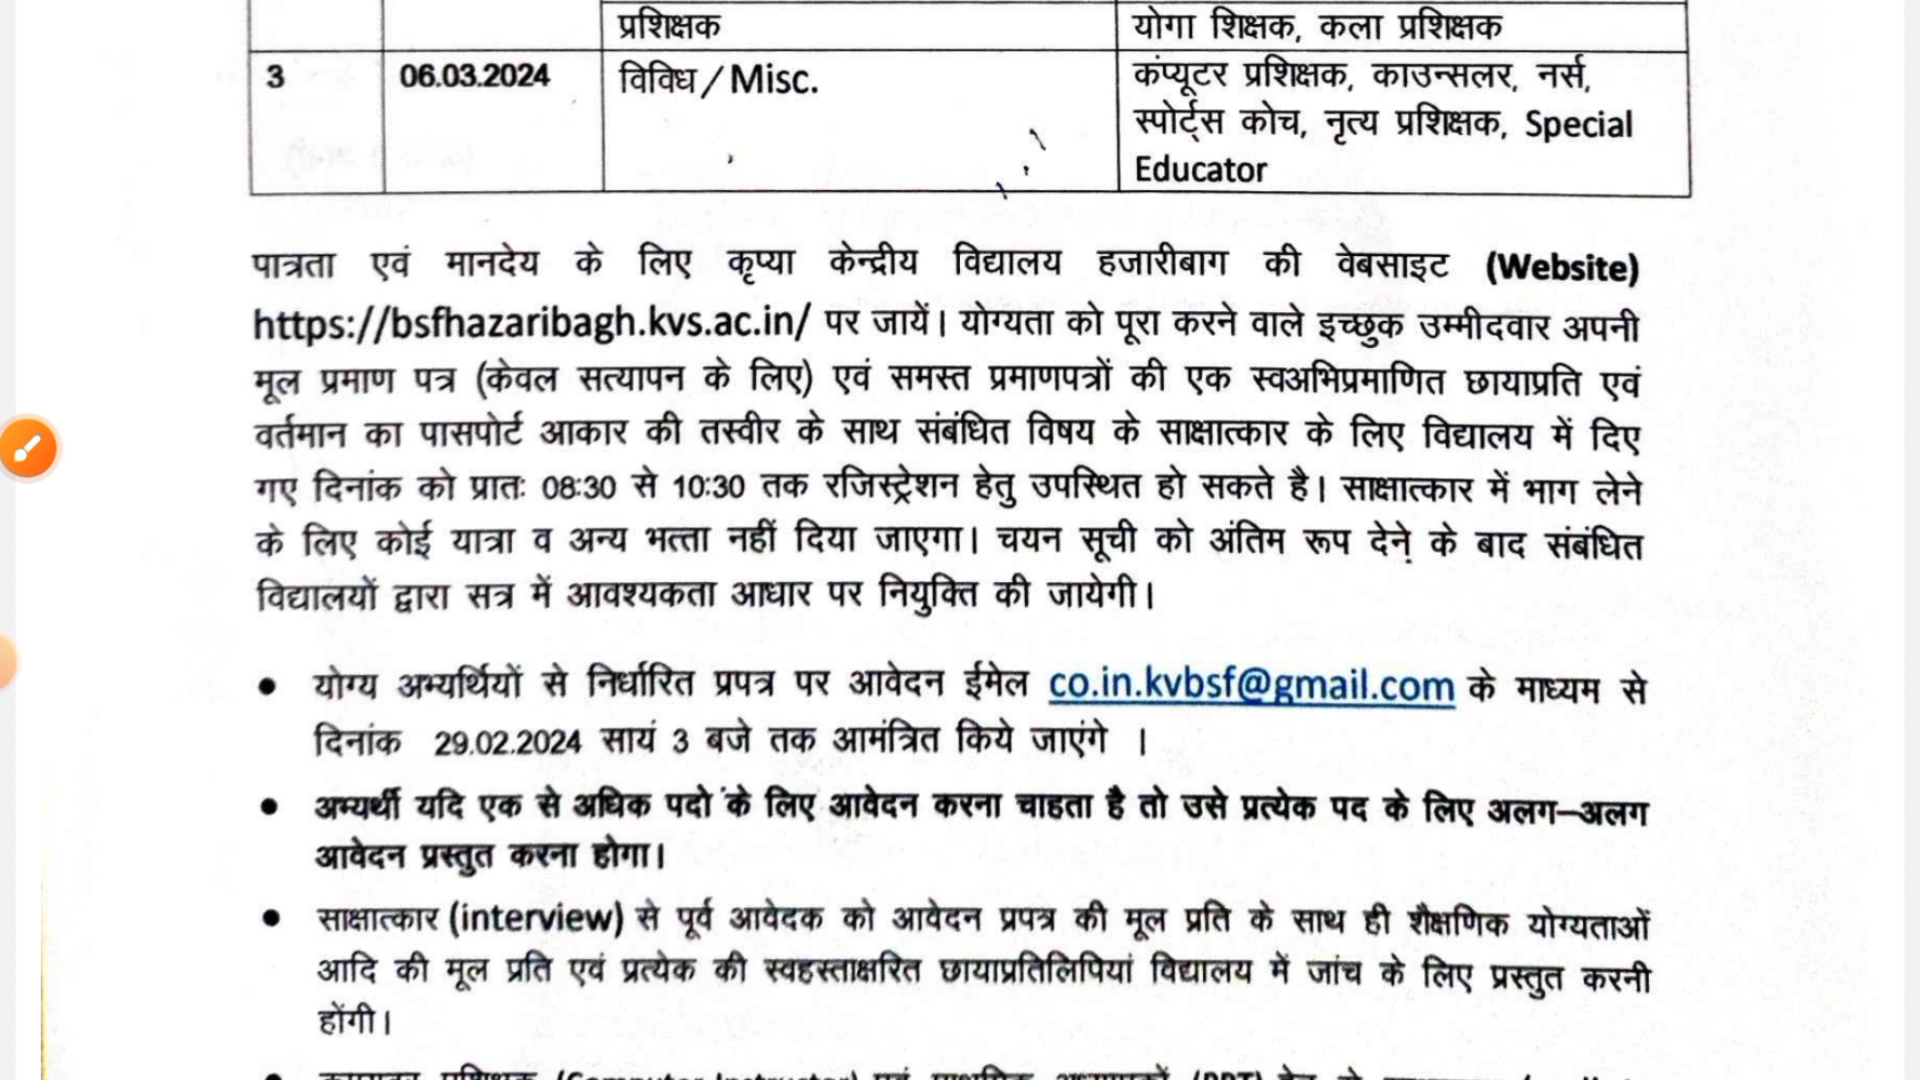 प्रशिक्षक
योगा शिक्षक, कला प्रशिक्षक
3
06.03.2024
विविध / Misc.
कंप्यूटर प्रशिक्षक, काउन्सलर, नर्स,
स्पोर्ट्स कोच, नृत्य प्रशिक्षक, Special
Educator
पात्रता एवं मानदेय के लिए कृप्या केन्द्रीय विद्यालय हजारीबाग की वेबसाइट (Website)
https://bsfhazaribagh.kvs.ac.in/ पर जायें। योग्यता को पूरा करने वाले इच्छुक उम्मीदवार अपनी
मूल प्रमाण पत्र (केवल सत्यापन के लिए) एवं समस्त प्रमाणपत्रों की एक स्वअभिप्रमाणित छायाप्रति एवं
वर्तमान का पासपोर्ट आकार की तस्वीर के साथ संबंधित विषय के साक्षात्कार के लिए विद्यालय में दिए
गए दिनांक को प्रातः 08:30 से 10:30 तक रजिस्ट्रेशन हेतु उपस्थित हो सकते है। साक्षात्कार में भाग लेने
के लिए कोई यात्रा व अन्य भत्ता नहीं दिया जाएगा। चयन सूची को अंतिम रूप देने के बाद संबंधित
विद्यालयों द्वारा सत्र में आवश्यकता आधार पर नियुक्ति की जायेगी।
• योग्य अभ्यर्थियों से निर्धारित प्रपत्र पर आवेदन ईमेल co.in.kvbsf@gmail.com के माध्यम से
दिनांक 29.02.2024 सायं 3 बजे तक आमंत्रित किये जाएंगे ।
• अभ्यर्थी यदि एक से अधिक पदो के लिए आवेदन करना चाहता है तो उसे प्रत्येक पद के लिए अलग–अलग
आवेदन प्रस्तुत करना होगा।
• साक्षात्कार (interview) से पूर्व आवेदक को आवेदन प्रपत्र की मूल प्रति के साथ ही शैक्षणिक योग्यताओं
आदि की मूल प्रति एवं प्रत्येक की स्वहस्ताक्षरित छायाप्रतिलिपियां विद्यालय में जांच के लिए प्रस्तुत करनी
होंगी।